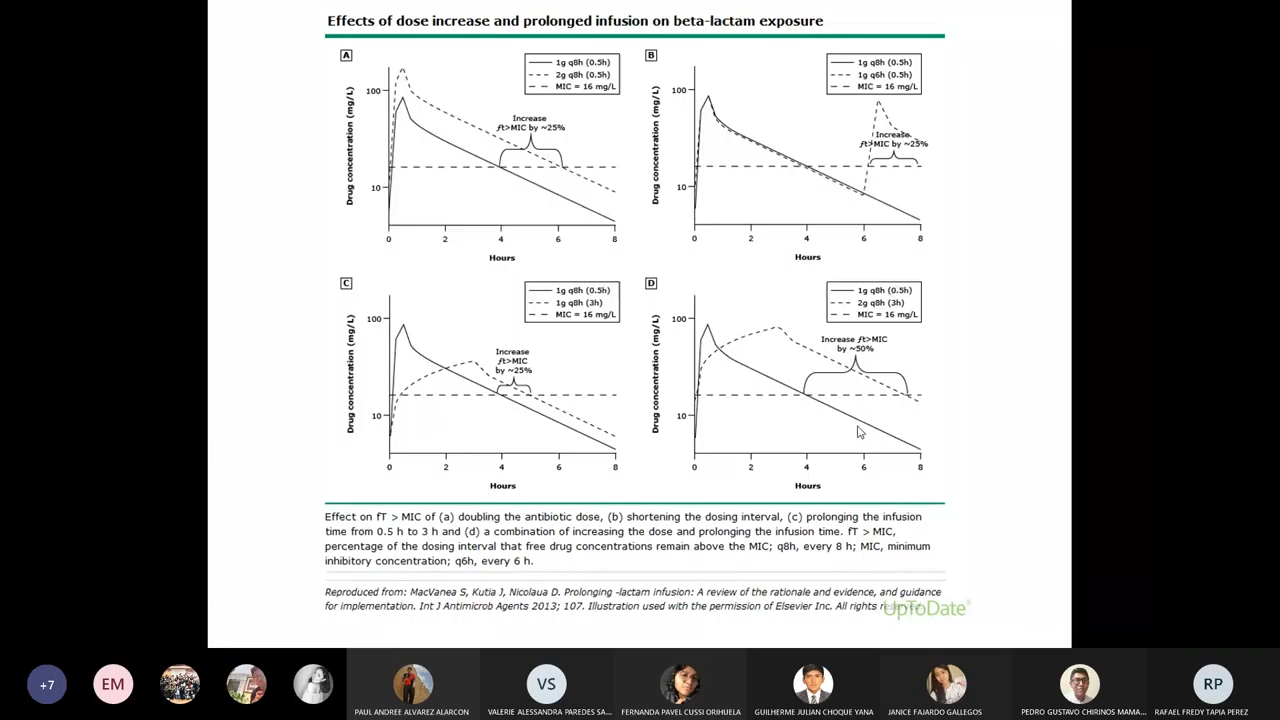 Effects of dose increase and prolonged infusion on beta-lactam exposure
A
1g q8h (0.5h)
2g q8h (0.5h)
MIC = 16 mg/L
Drug concentration (mg/L)
100
10
Increase
ƒt>MIC by ~25%
0 2 4 6 8
Hours
B
1g q8h (0.5h)
1g q6h (0.5h)
MIC = 16 mg/L
Drug concentration (mg/L)
100
10
Increase
ƒt>MIC by ~25%
0 2 4 6 8
Hours
C
1g q8h (0.5h)
1g q8h (3h)
MIC = 16 mg/L
Drug concentration (mg/L)
100
10
Increase
ƒt>MIC
by ~25%
0 2 4 6 8
Hours
D
1g q8h (0.5h)
2g q8h (3h)
MIC = 16 mg/L
Drug concentration (mg/L)
100
10
Increase ƒt>MIC
by ~50%
0 2 4 6 8
Hours
Effect on fT > MIC of (a) doubling the antibiotic dose, (b) shortening the dosing interval, (c) prolonging the infusion
time from 0.5 h to 3 h and (d) a combination of increasing the dose and prolonging the infusion time. fT > MIC,
percentage of the dosing interval that free drug concentrations remain above the MIC; q8h, every 8 h; MIC, minimum
inhibitory concentration; q6h, every 6 h.
Reproduced from: MacVanea S, Kutia J, Nicolaua D. Prolonging -lactam infusion: A review of the rationale and evidence, and guidance
for implementation. Int J Antimicrob Agents 2013; 107. Illustration used with the permission of Elsevier Inc. All rights
UpToDate®
+7
EM
VS
RP
PAUL ANDREE ALVAREZ ALARCON
VALERIE ALESSANDRA PAREDES SA...
FERNANDA PAVEL CUSSI ORIHUELA
GUILHERME JULIAN CHOQUE YANA
JANICE FAJARDO GALLEGOS
PEDRO GUSTAVO CHIRINOS MAMA...
RAFAEL FREDY TAPIA PEREZ